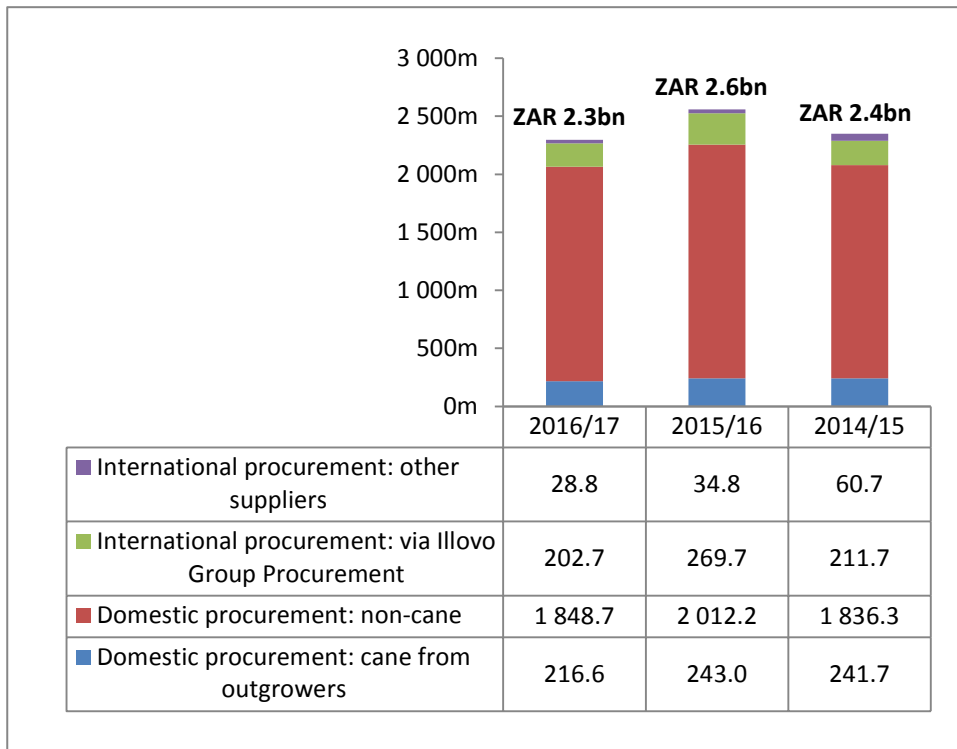 3 000m
2 500m
2 000m
1 500m
1 000m
500m
0m
ZAR 2.3bn
ZAR 2.6bn
ZAR 2.4bn
2016/17 2015/16 2014/15
International procurement: other
suppliers
28.8 34.8 60.7
International procurement: via Illovo
Group Procurement
202.7 269.7 211.7
Domestic procurement: non-cane 1 848.7 2 012.2 1 836.3
Domestic procurement: cane from
outgrowers
216.6 243.0 241.7